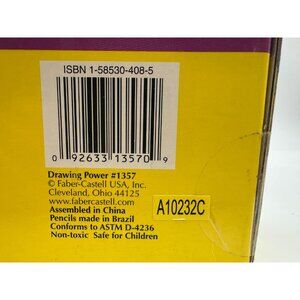 ISBN 1-58530-408-5
0 92633 13570 9
Drawing Power #1357
© Faber-Castell USA, Inc.
Cleveland, Ohio 44125
www.fabercastell.com
Assembled in China
Pencils made in Brazil
Conforms to ASTM D-4236
Non-toxic Safe for Children
A10232C